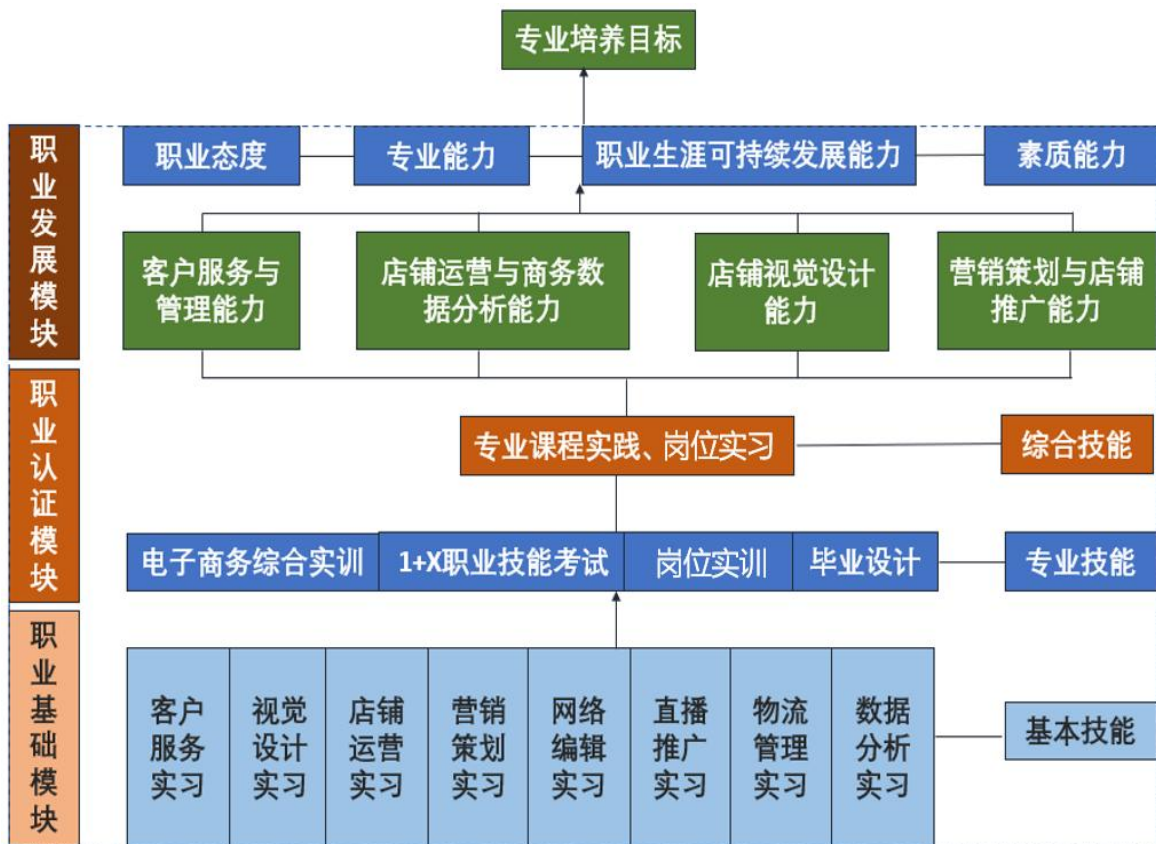 专业培养目标
职业发展模块
职业态度
专业能力
职业生涯可持续发展能力
素质能力
客户服务与
管理能力
店铺运营与商务数
据分析能力
店铺视觉设计
能力
营销策划与店铺
推广能力
职业认证模块
专业课程实践、岗位实习
综合技能
电子商务综合实训
1+X职业技能考试
岗位实训
毕业设计
专业技能
职业基础模块
客户
服务
实习
视觉
设计
实习
店铺
运营
实习
营销
策划
实习
网络
编辑
实习
直播
推广
实习
物流
管理
实习
数据
分析
实习
基本技能